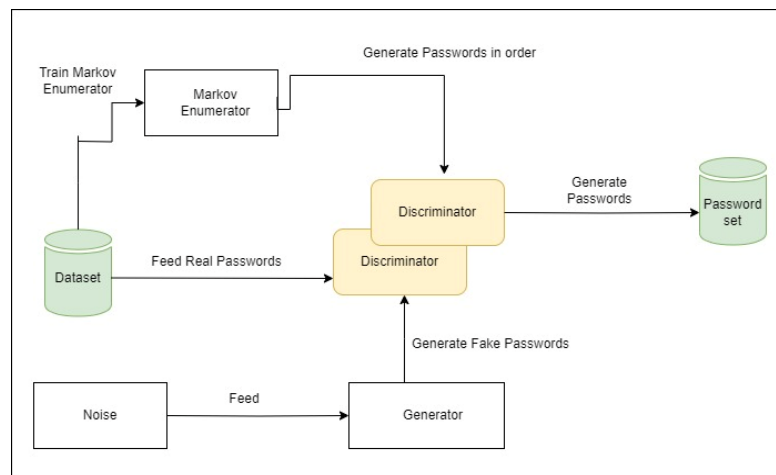 Generate Passwords in order
Train Markov
Enumerator
Markov
Enumerator
Discriminator
Generate
Passwords
Password
set
Dataset
Feed Real Passwords
Discriminator
Generate Fake Passwords
Noise
Feed
Generator